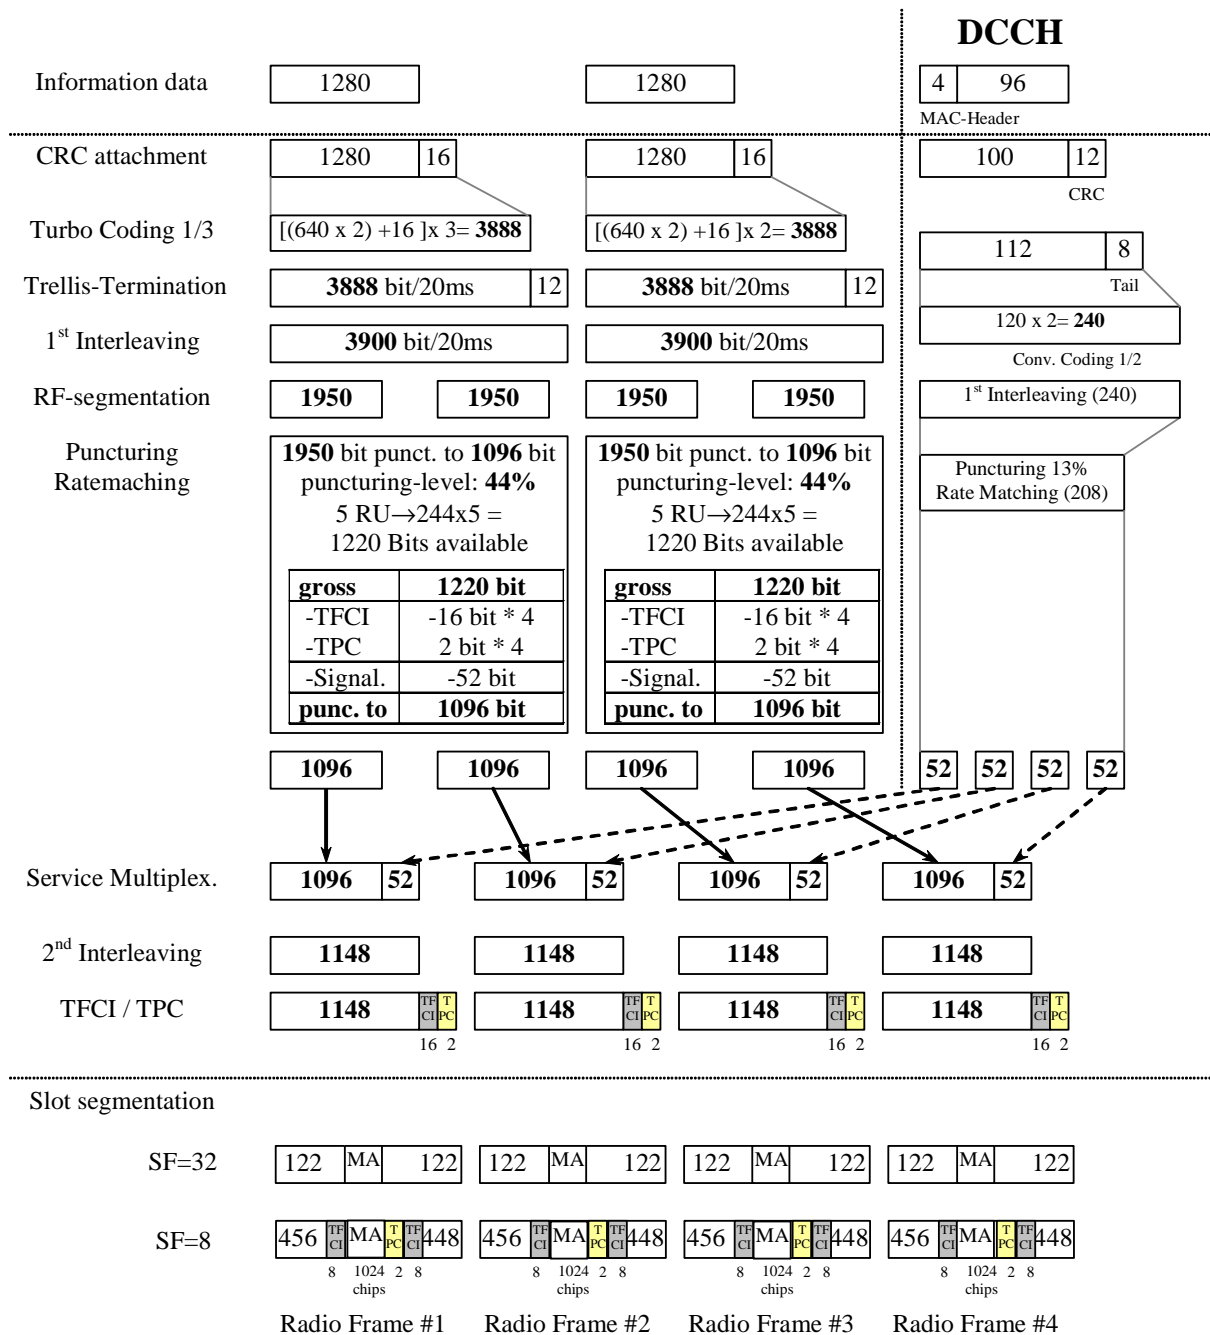 DCCH
Information data 1280 1280 4 96
MAC-Header
CRC attachment 1280 16 1280 16 100 12
CRC
Turbo Coding 1/3 [(640 x 2) +16 ]x 3= 3888 [(640 x 2) +16 ]x 2= 3888
112 8
Tail
Trellis-Termination 3888 bit/20ms 12 3888 bit/20ms 12
120 x 2= 240
Conv. Coding 1/2
1st Interleaving 3900 bit/20ms 3900 bit/20ms
RF-segmentation 1950 1950 1950 1950 1st Interleaving (240)
Puncturing
Ratemaching
1950 bit punct. to 1096 bit
puncturing-level: 44%
5 RU→244x5 =
1220 Bits available
gross 1220 bit
-TFCI -16 bit * 4
-TPC 2 bit * 4
-Signal. -52 bit
punc. to 1096 bit
1950 bit punct. to 1096 bit
puncturing-level: 44%
5 RU→244x5 =
1220 Bits available
gross 1220 bit
-TFCI -16 bit * 4
-TPC 2 bit * 4
-Signal. -52 bit
punc. to 1096 bit
Puncturing 13%
Rate Matching (208)
1096 1096 1096 1096 52 52 52 52
Service Multiplex. 1096 52 1096 52 1096 52 1096 52
2nd Interleaving 1148 1148 1148 1148
TFCI / TPC 1148 TFCI TPC 1148 TFCI TPC 1148 TFCI TPC 1148 TFCI TPC
16 2 16 2 16 2 16 2
Slot segmentation
SF=32 122 MA 122 122 MA 122 122 MA 122 122 MA 122
SF=8 456 TFCI MA TPC TFCI 448 456 TFCI MA TPC TFCI 448 456 TFCI MA TPC TFCI 448 456 TFCI MA TPC TFCI 448
8 1024 2 8 8 1024 2 8 8 1024 2 8 8 1024 2 8
chips chips chips chips
Radio Frame #1 Radio Frame #2 Radio Frame #3 Radio Frame #4